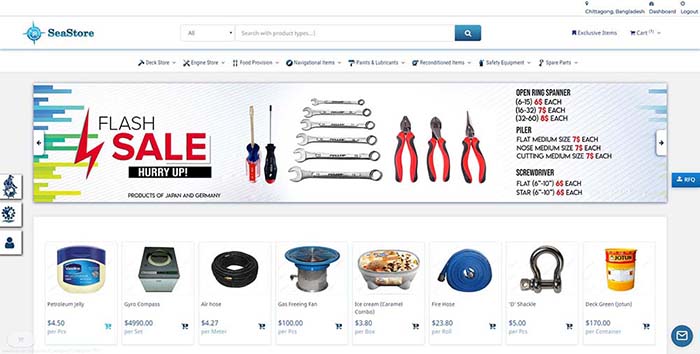 Chittagong, Bangladesh Dashboard Logout
SeaStore
All
Search with product types...|
Exclusive Items
Cart (1)
Deck Store
Engine Store
Food Provision
Navigational Items
Paints & Lubricants
Reconditioned Items
Safety Equipment
Spare Parts
FLASH
SALE
HURRY UP!
PRODUCTS OF JAPAN AND GERMANY
OPEN RING SPANNER
(6-15) 6$ EACH
(16-32) 7$ EACH
(32-60) 8$ EACH
PILER
FLAT MEDIUM SIZE 7$ EACH
NOSE MEDIUM SIZE 7$ EACH
CUTTING MEDIUM SIZE 7$ EACH
SCREWDRIVER
FLAT (6"-10") 6$ EACH
STAR (6"-10") 6$ EACH
RFQ
Vaseline
JOTUN
Petroleum Jelly
$4.50
per Pcs
Gyro Compass
$4990.00
per Set
Air hose
$4.27
per Meter
Gas Freeing Fan
$100.00
per Pcs
Ice cream (Caramel
Combo)
$3.80
per Box
Fire Hose
$23.80
per Roll
'D' Shackle
$5.00
per Pcs
Deck Green (Jotun)
$170.00
per Container